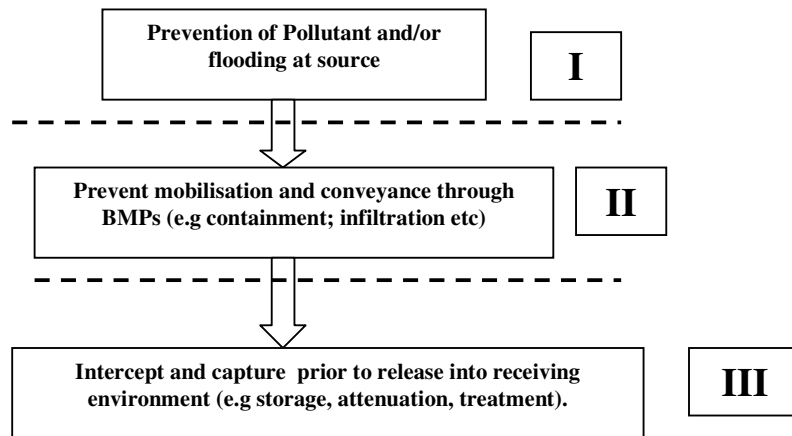 Prevention of Pollutant and/or
flooding at source
I
Prevent mobilisation and conveyance through
BMPs (e.g containment; infiltration etc)
II
Intercept and capture prior to release into receiving
environment (e.g storage, attenuation, treatment).
III